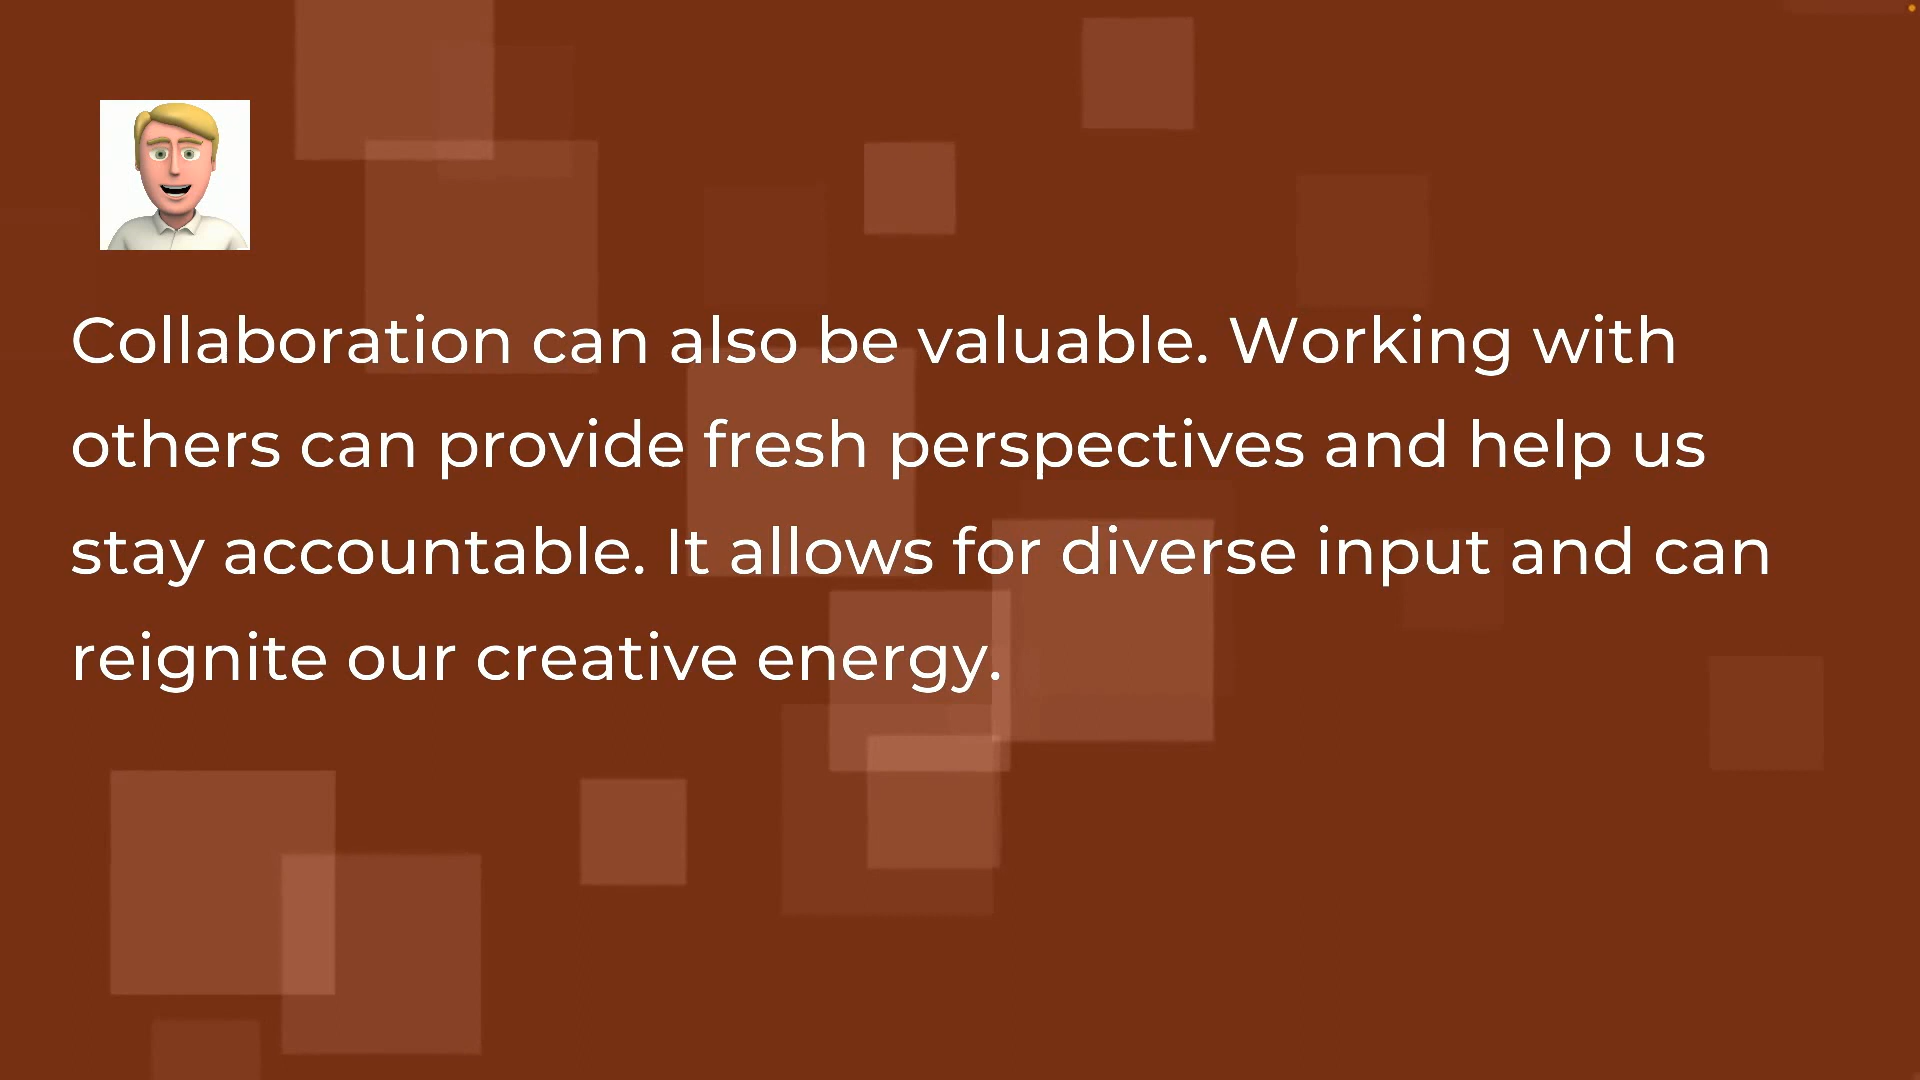 Collaboration can also be valuable. Working with
others can provide fresh perspectives and help us
stay accountable. It allows for diverse input and can
reignite our creative energy.